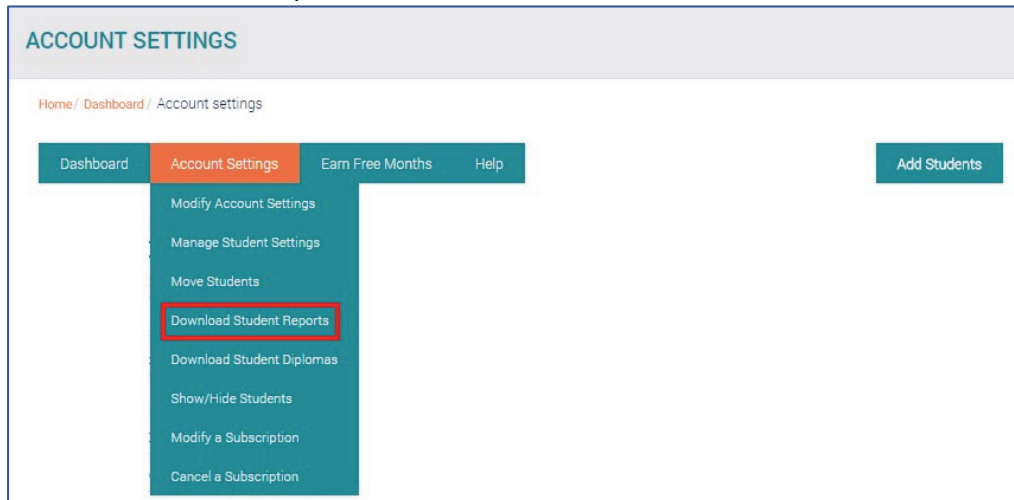 ACCOUNT SETTINGS
Home/ Dashboard / Account settings
Dashboard Account Settings Earn Free Months Help Add Students
Modify Account Settings
Manage Student Settings
Move Students
Download Student Reports
Download Student Diplomas
Show/Hide Students
Modify a Subscription
Cancel a Subscription